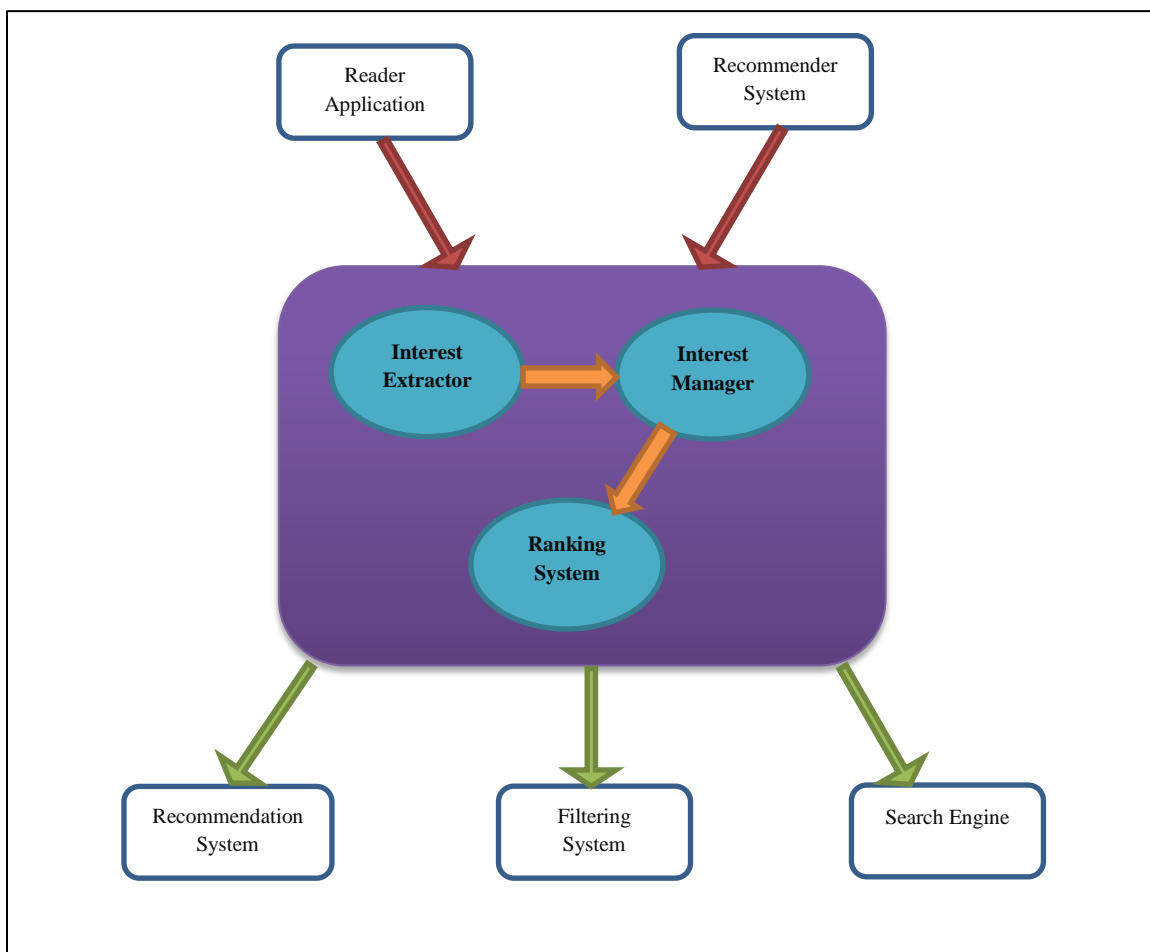 Reader
Application
Recommender
System
Interest
Extractor
Interest
Manager
Ranking
System
Recommendation
System
Filtering
System
Search Engine